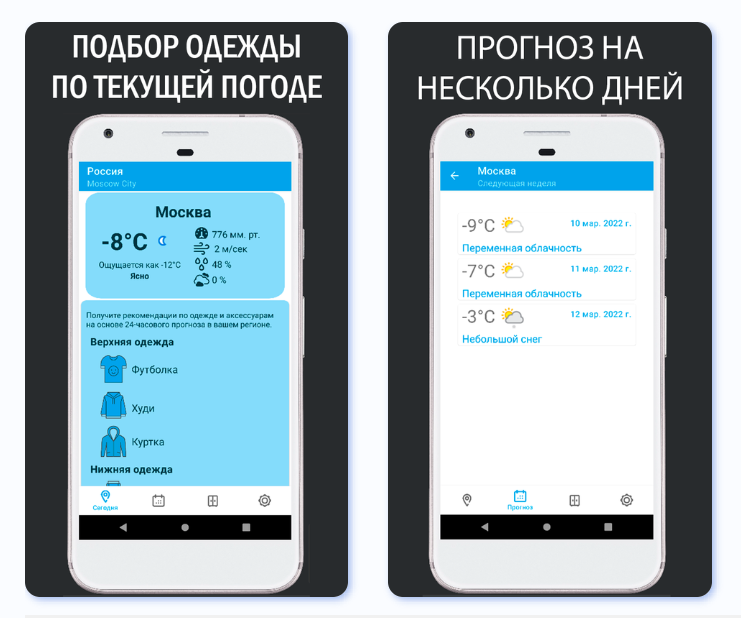 ПОДБОР ОДЕЖДЫ
ПО ТЕКУЩЕЙ ПОГОДЕ
Россия
Moscow City
Москва
-8°C
776 мм. рт.
2 м/сек
48 %
0 %
Ощущается как -12°C
Ясно
Получите рекомендации по одежде и аксессуарам
на основе 24-часового прогноза в вашем регионе.
Верхняя одежда
Футболка
Худи
Куртка
Нижняя одежда
Сегодня
ПРОГНОЗ НА
НЕСКОЛЬКО ДНЕЙ
Москва
Следующая неделя
-9°C
10 мар. 2022 г.
Переменная облачность
-7°C
11 мар. 2022 г.
Переменная облачность
-3°C
12 мар. 2022 г.
Небольшой снег
Прогноз